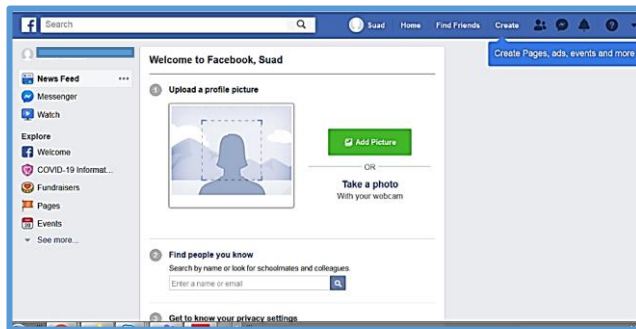 f Search Suad Home Find Friends Create
Create Pages, ads, events and more
News Feed
Messenger
Watch
Explore
Welcome
COVID-19 Informat...
Fundraisers
Pages
Events
See more...
Welcome to Facebook, Suad
1 Upload a profile picture
Add Picture
OR
Take a photo
With your webcam
2 Find people you know
Search by name or look for schoolmates and colleagues.
Enter a name or email
3 Get to know your privacy settings